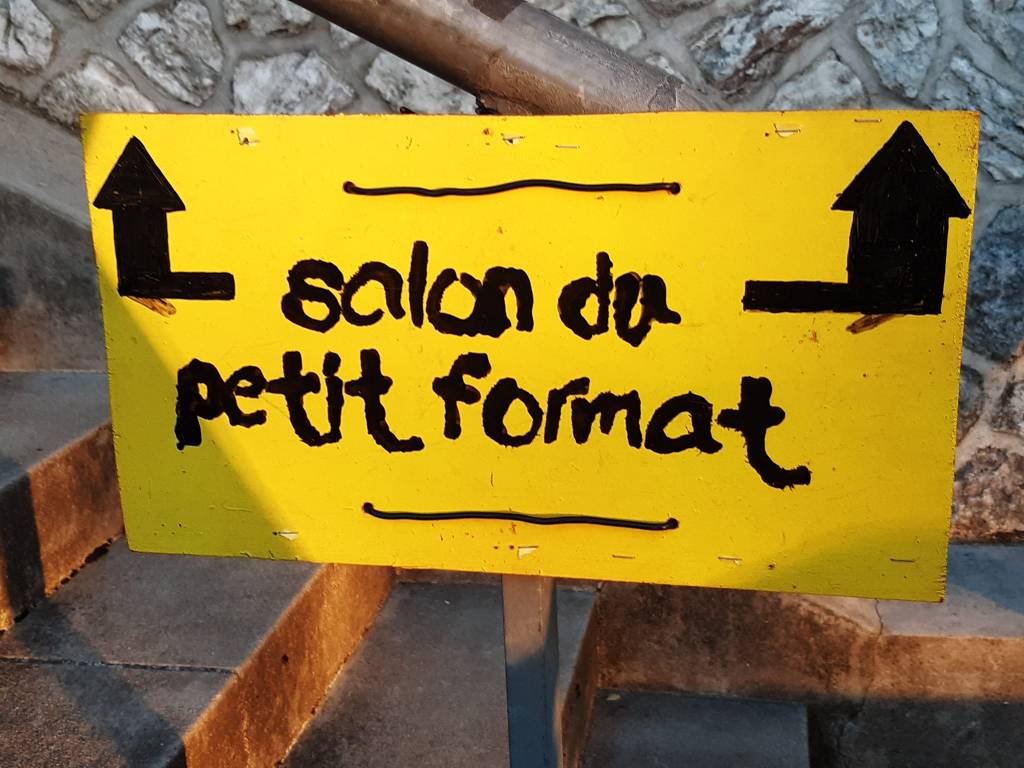 salon du
petit format